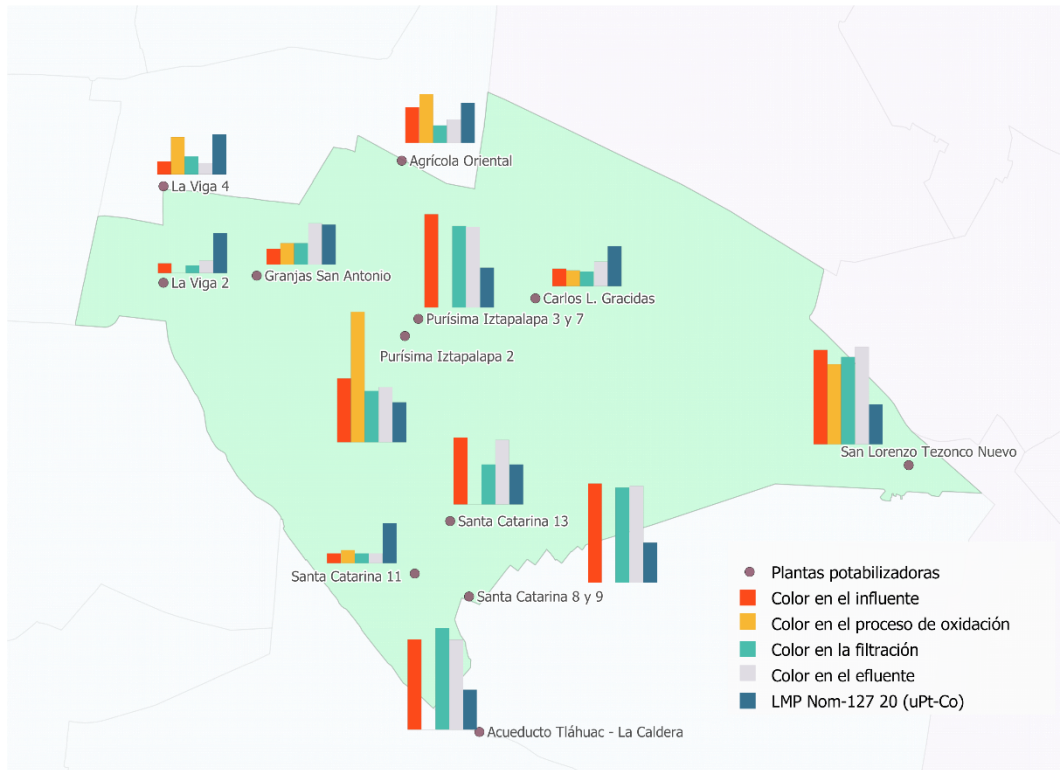 Agrícola Oriental
La Viga 4
Granjas San Antonio
La Viga 2
Carlos L. Gracidas
Purísima Iztapalapa 3 y 7
Purísima Iztapalapa 2
San Lorenzo Tezonco Nuevo
Santa Catarina 13
Santa Catarina 11
Santa Catarina 8 y 9
Acueducto Tláhuac - La Caldera
Plantas potabilizadoras
Color en el influente
Color en el proceso de oxidación
Color en la filtración
Color en el efluente
LMP Nom-127 20 (uPt-Co)